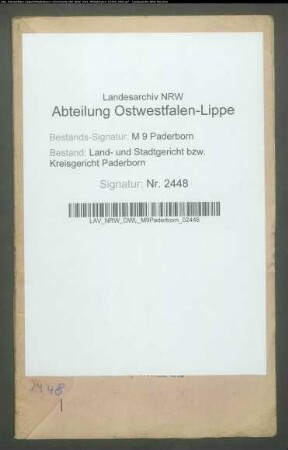 Landesarchiv NRW
Abteilung Ostwestfalen-Lippe
Bestands-Signatur: M 9 Paderborn
Bestand: Land- und Stadtgericht bzw.
Kreisgericht Paderborn
Signatur: Nr. 2448
LAV_NRW_OWL_M9Paderborn_02448
2448